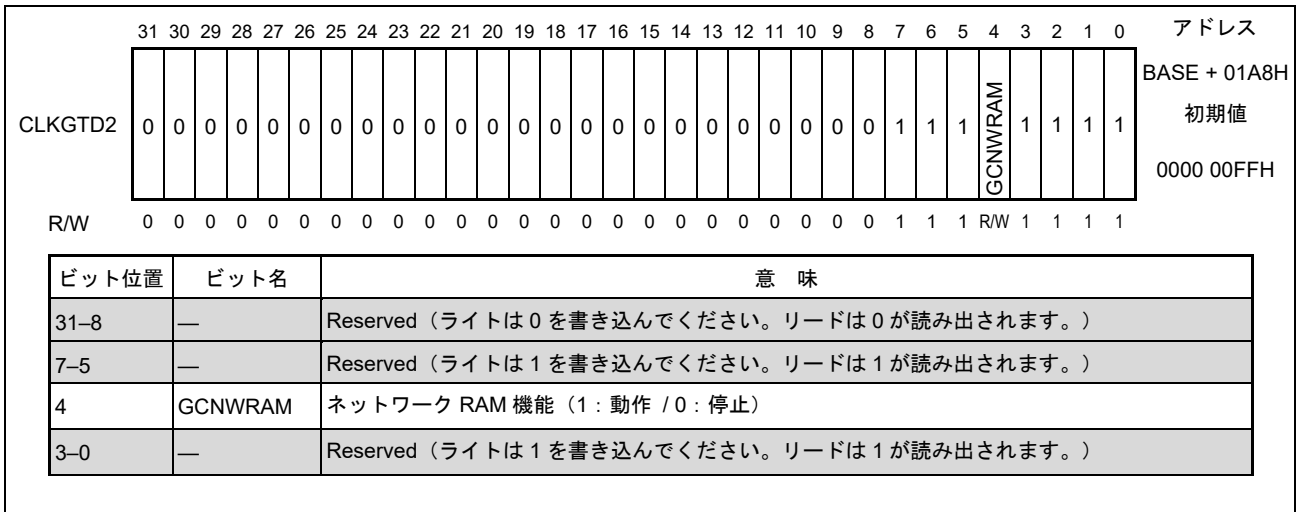 31 30 29 28 27 26 25 24 23 22 21 20 19 18 17 16 15 14 13 12 11 10 9 8 7 6 5 4 3 2 1 0 アドレス
BASE + 01A8H
CLKGTD2 0 0 0 0 0 0 0 0 0 0 0 0 0 0 0 0 0 0 0 0 0 0 0 0 1 1 1 GCNWRAM 1 1 1 1 初期値
0000 00FFH
R/W 0 0 0 0 0 0 0 0 0 0 0 0 0 0 0 0 0 0 0 0 0 0 0 0 1 1 1 R/W 1 1 1 1
ビット位置 ビット名 意 味
31–8 — Reserved（ライトは 0 を書き込んでください。リードは 0 が読み出されます。）
7–5 — Reserved（ライトは 1 を書き込んでください。リードは 1 が読み出されます。）
4 GCNWRAM ネットワーク RAM 機能（1：動作 / 0：停止）
3–0 — Reserved（ライトは 1 を書き込んでください。リードは 1 が読み出されます。）